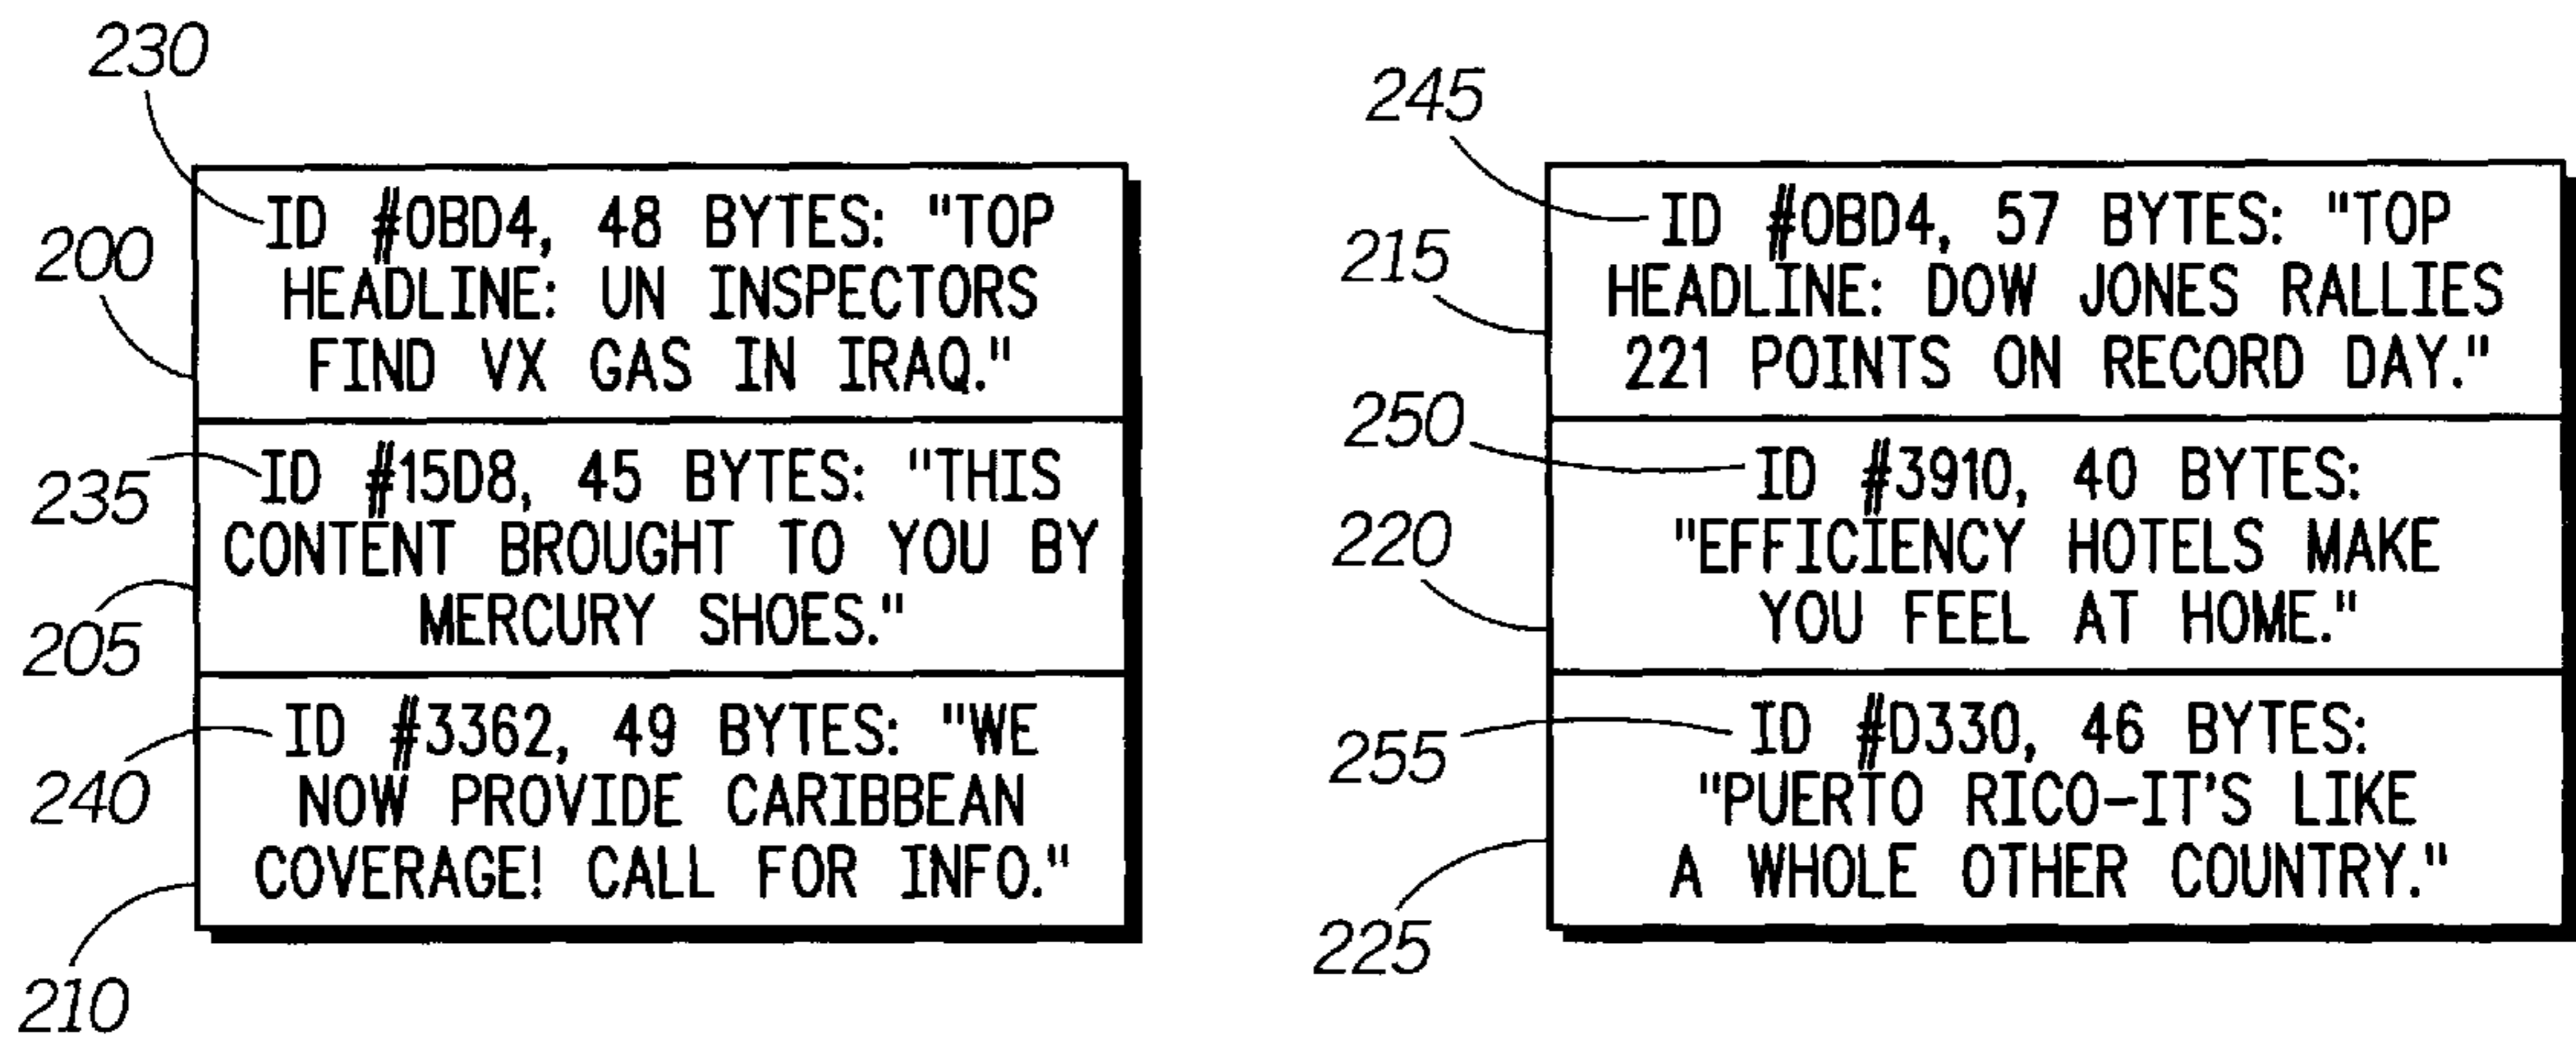 230
ID #0BD4, 48 BYTES: "TOP
HEADLINE: UN INSPECTORS
FIND VX GAS IN IRAQ."
200
235
ID #15D8, 45 BYTES: "THIS
CONTENT BROUGHT TO YOU BY
MERCURY SHOES."
205
240
ID #3362, 49 BYTES: "WE
NOW PROVIDE CARIBBEAN
COVERAGE! CALL FOR INFO."
210
245
ID #0BD4, 57 BYTES: "TOP
HEADLINE: DOW JONES RALLIES
221 POINTS ON RECORD DAY."
215
250
ID #3910, 40 BYTES:
"EFFICIENCY HOTELS MAKE
YOU FEEL AT HOME."
220
255
ID #D330, 46 BYTES:
"PUERTO RICO-IT'S LIKE
A WHOLE OTHER COUNTRY."
225